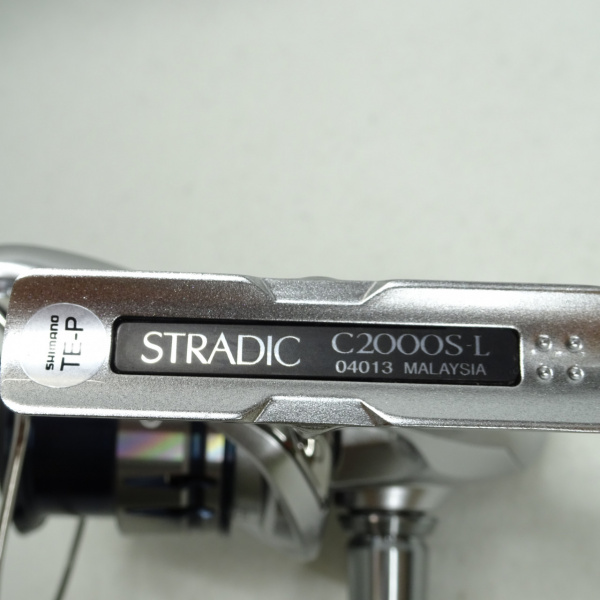 SHIMANO
TE-P
STRADIC C2000S-L
04013 MALAYSIA